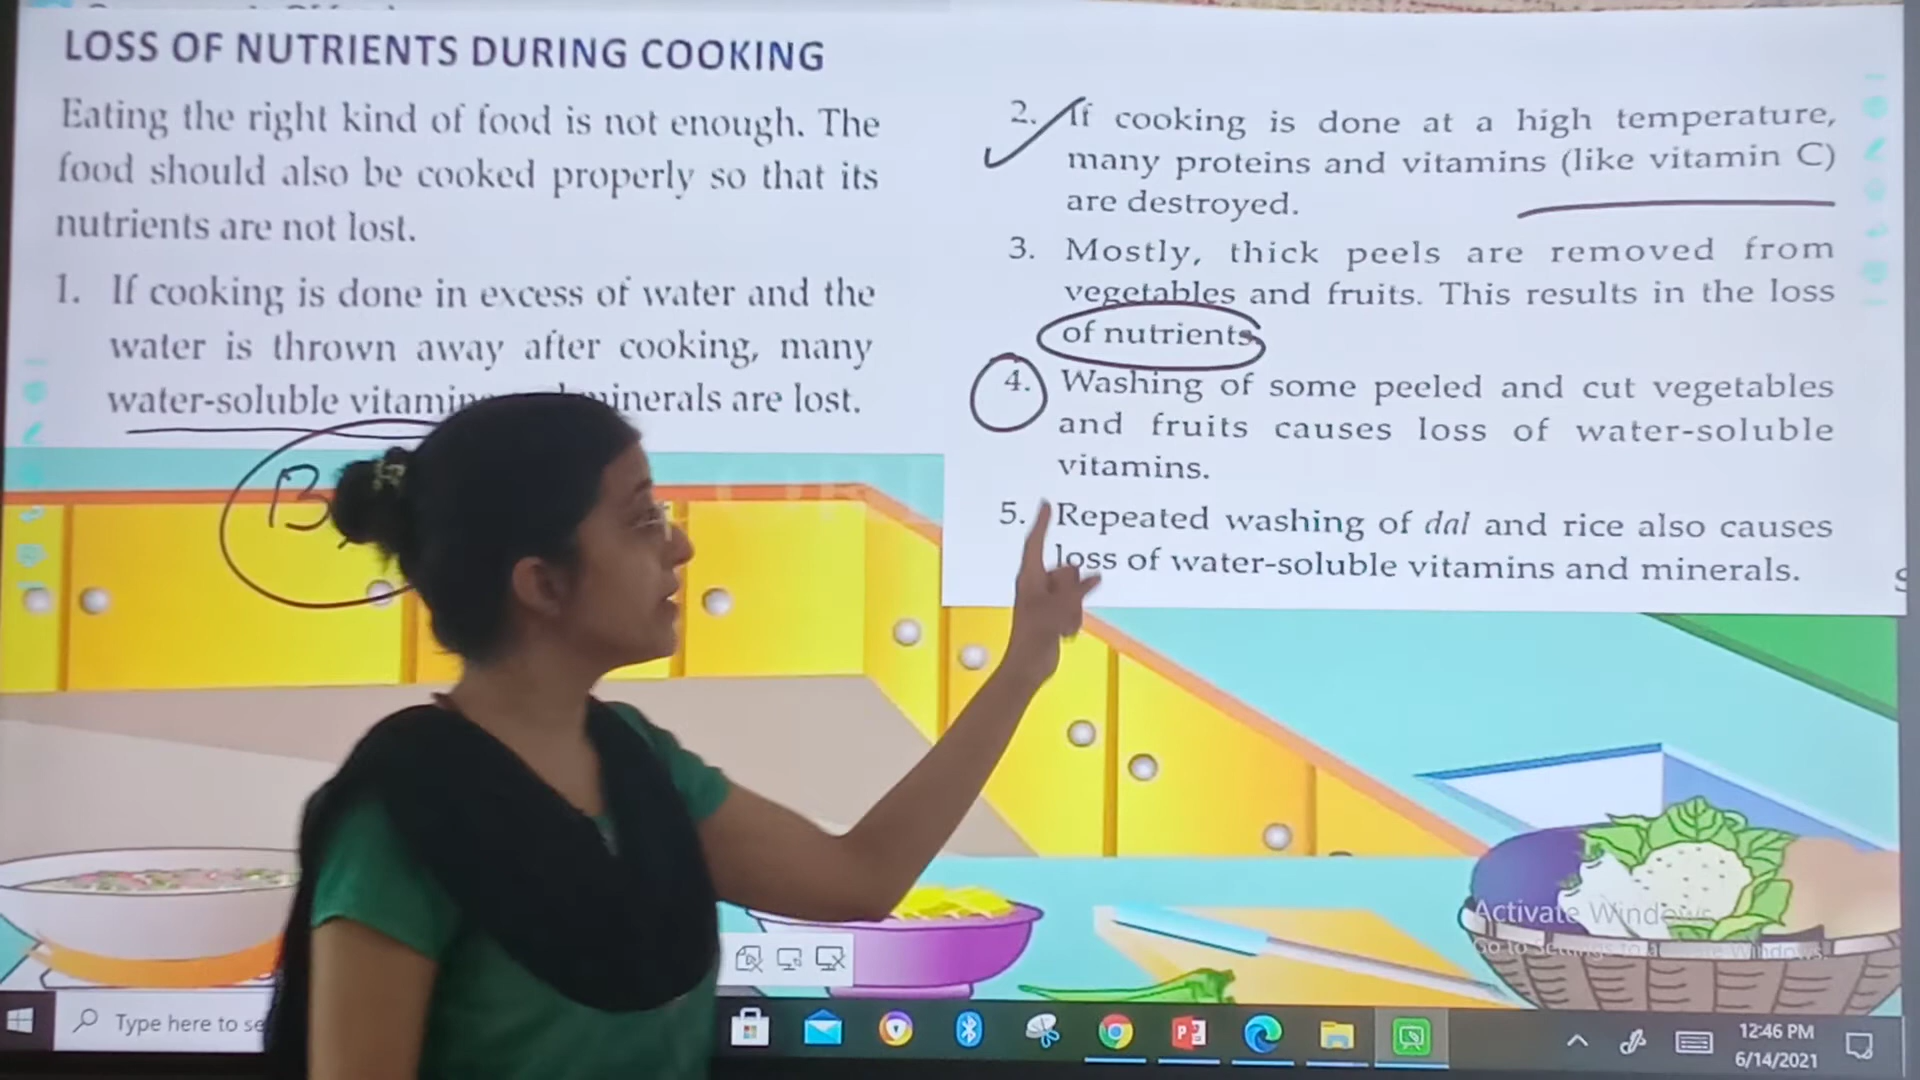 LOSS OF NUTRIENTS DURING COOKING
Eating the right kind of food is not enough. The
food should also be cooked properly so that its
nutrients are not lost.
1. If cooking is done in excess of water and the
water is thrown away after cooking, many
water-soluble minerals are lost.
B
2. If cooking is done at a high temperature,
many proteins and vitamins (like vitamin C)
are destroyed.
3. Mostly, thick peels are removed from
vegetables and fruits. This results in the loss
of nutrients.
4. Washing of some peeled and cut vegetables
and fruits causes loss of water-soluble
vitamins.
5. Repeated washing of dal and rice also causes
loss of water-soluble vitamins and minerals.
Activate Windows
Go to Settings to Windows.
Type here to se
12:46 PM
6/14/2021